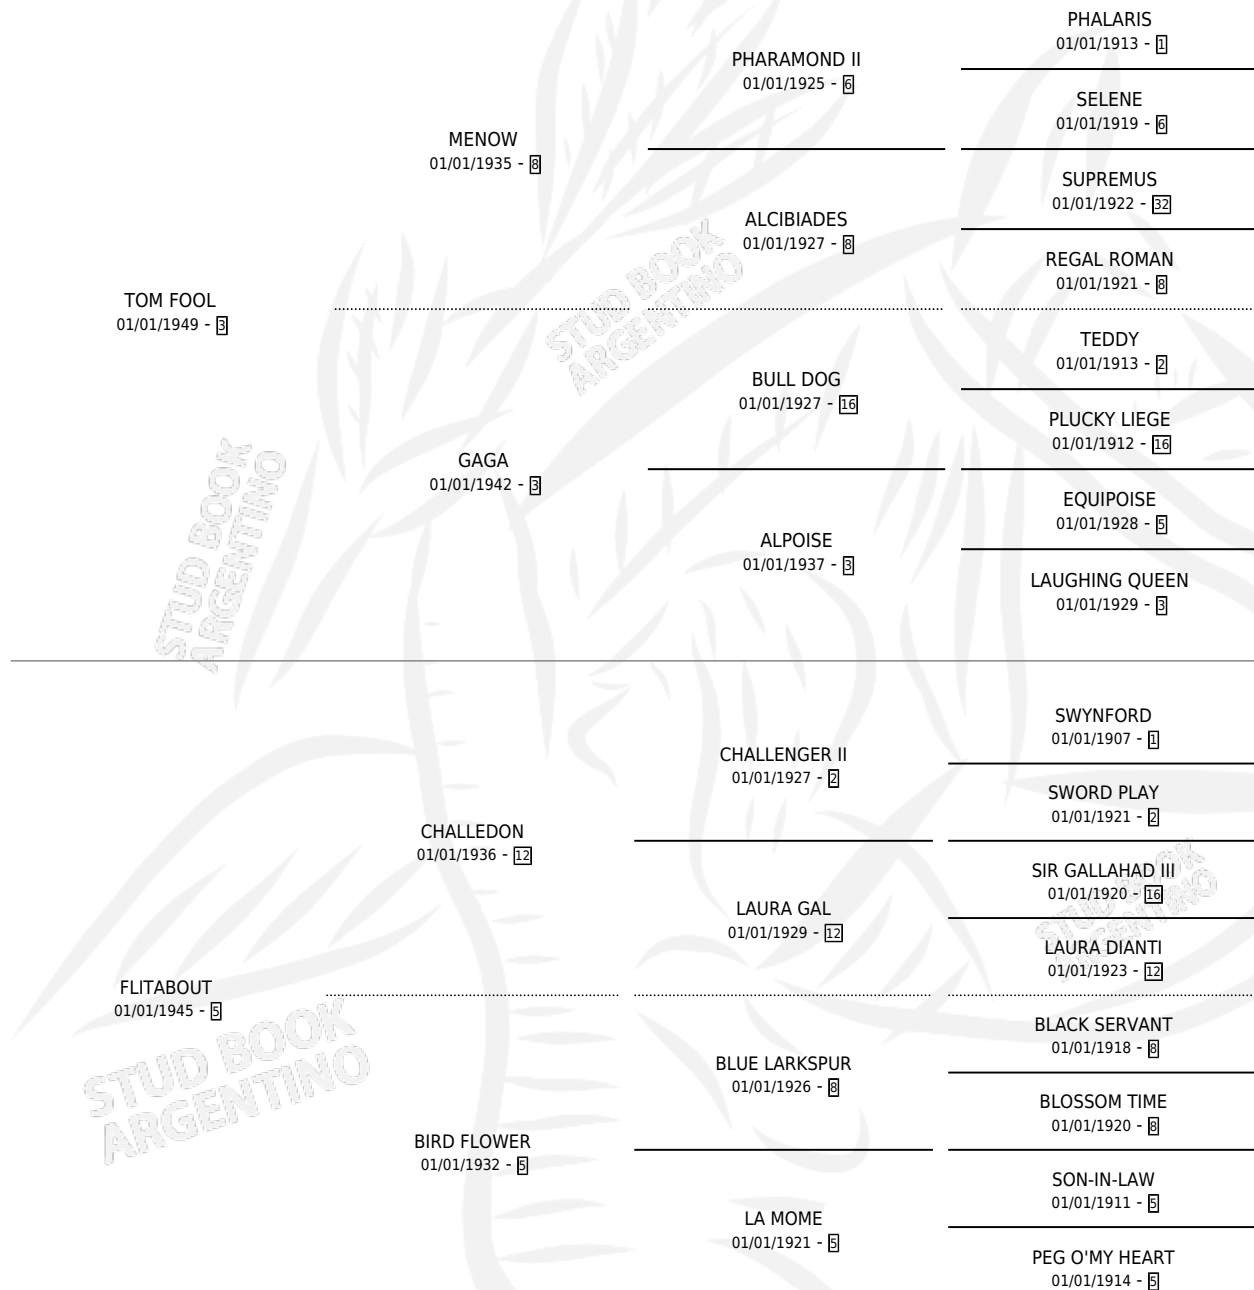 PHALARIS
01/01/1913 - 1
PHARAMOND II
01/01/1925 - 6
SELENE
01/01/1919 - 6
MENOW
01/01/1935 - 8
SUPREMUS
01/01/1922 - 32
ALCIBIADES
01/01/1927 - 8
REGAL ROMAN
01/01/1921 - 8
TOM FOOL
01/01/1949 - 3
STUD BOOK
ARGENTINO
TEDDY
01/01/1913 - 2
BULL DOG
01/01/1927 - 16
PLUCKY LIEGE
01/01/1912 - 16
GAGA
01/01/1942 - 3
EQUIPOISE
01/01/1928 - 5
ALPOISE
01/01/1937 - 3
LAUGHING QUEEN
01/01/1929 - 3
STUD BOOK
ARGENTINO
SWYNFORD
01/01/1907 - 1
CHALLENGER II
01/01/1927 - 2
SWORD PLAY
01/01/1921 - 2
CHALLEDON
01/01/1936 - 12
SIR GALLAHAD III
01/01/1920 - 16
LAURA GAL
01/01/1929 - 12
STUD BOOK
ARGENTINO
LAURA DIANTI
01/01/1923 - 12
FLITABOUT
01/01/1945 - 5
STUD BOOK
ARGENTINO
BLACK SERVANT
01/01/1918 - 8
BLUE LARKSPUR
01/01/1926 - 8
BLOSSOM TIME
01/01/1920 - 8
BIRD FLOWER
01/01/1932 - 5
SON-IN-LAW
01/01/1911 - 5
LA MOME
01/01/1921 - 5
PEG O'MY HEART
01/01/1914 - 5